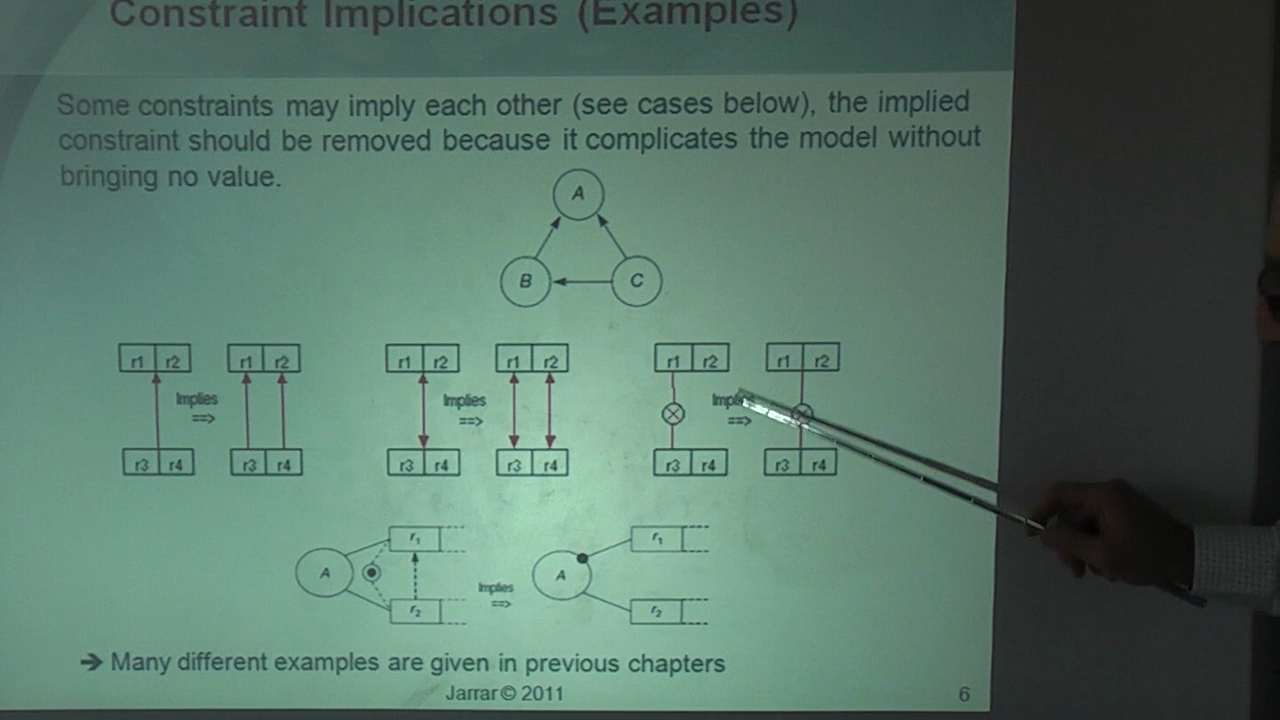 Constraint Implications (Examples)
Some constraints may imply each other (see cases below), the implied
constraint should be removed because it complicates the model without
bringing no value.
A
B C
r1 r2 r1 r2 r1 r2 r1 r2 r1 r2 r1 r2
Implies Implies
==> ==> ==>
r3 r4 r3 r4 r3 r4 r3 r4 r3 r4 r3 r4
r1 r1
A A
Implies
==>
r2 r2
➔ Many different examples are given in previous chapters
Jarrar © 2011 6